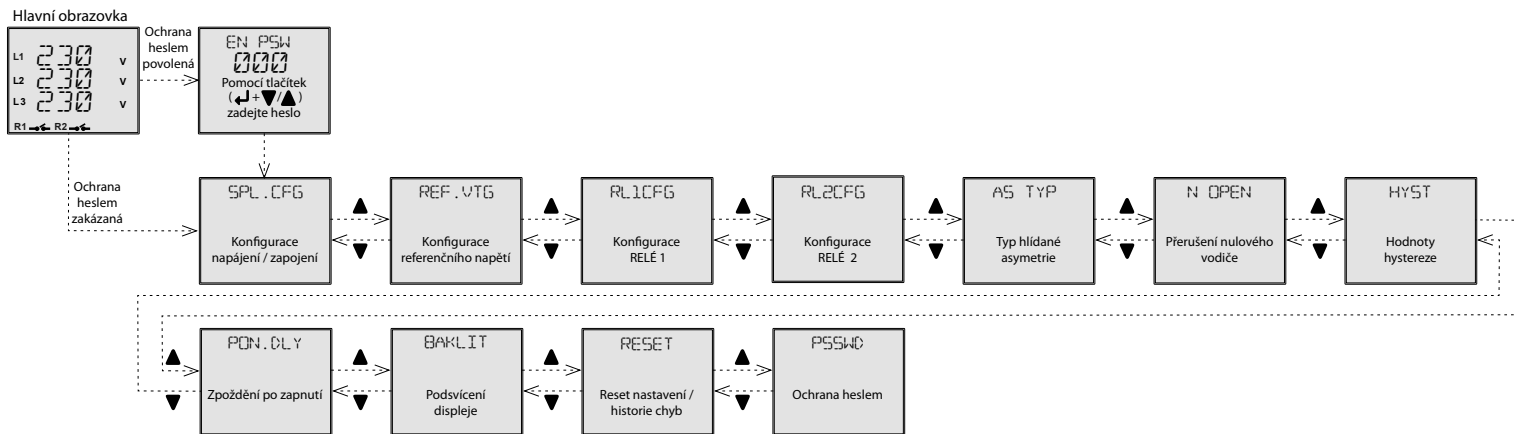 Hlavní obrazovka
L1 230 V
L2 230 V
L3 230 V
R1 R2
Ochrana
heslem
povolená
EN PSW
000
Pomocí tlačítek
(↵+▼/▲)
zadejte heslo
Ochrana
heslem
zakázaná
SPL.CFG
Konfigurace
napájení / zapojení
REF.VTG
Konfigurace
referenčního napětí
RL1CFG
Konfigurace
RELÉ 1
RL2CFG
Konfigurace
RELÉ 2
AS TYP
Typ hlídané
asymetrie
N OPEN
Přerušení nulového
vodiče
HYST
Hodnoty
hystereze
PON.DLY
Zpoždění po zapnutí
BAKLIT
Podsvícení
displeje
RESET
Reset nastavení /
historie chyb
PSSWD
Ochrana heslem